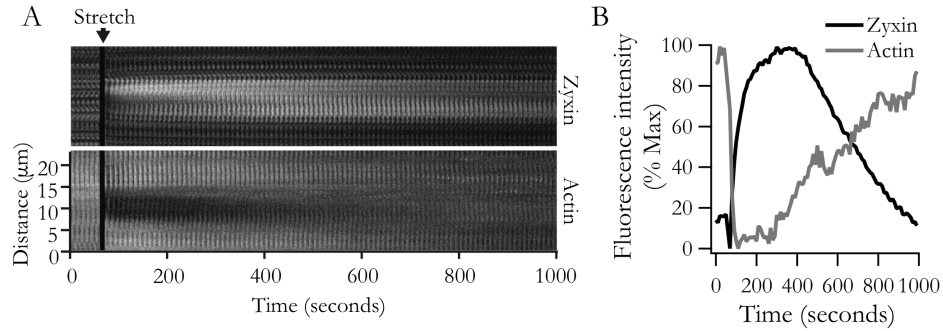 A
Stretch
Zyxin
Actin
Distance (µm)
20
15
10
5
0
0 200 400 600 800 1000
Time (seconds)
B
Zyxin
Actin
Fluorescence intensity
(% Max)
100
80
60
40
20
0
0 200 400 600 800 1000
Time (seconds)